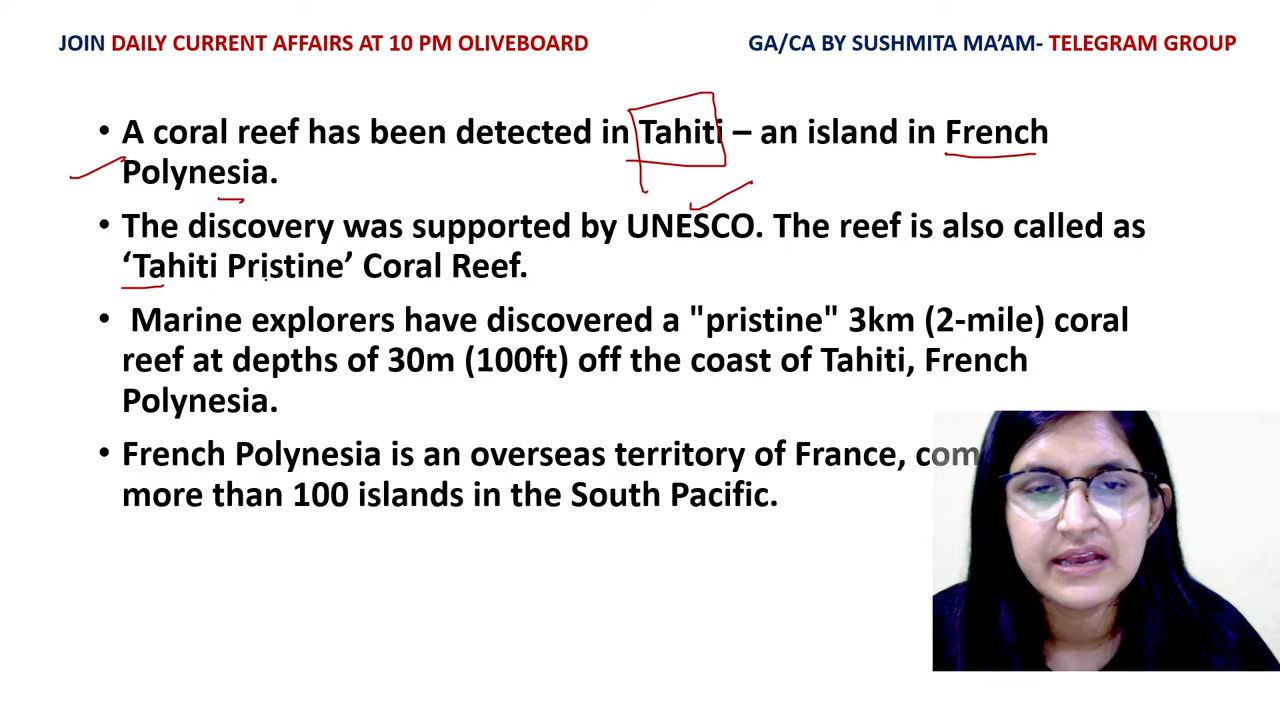 JOIN DAILY CURRENT AFFAIRS AT 10 PM OLIVEBOARD
GA/CA BY SUSHMITA MA’AM- TELEGRAM GROUP
• A coral reef has been detected in Tahiti – an island in French
Polynesia.
• The discovery was supported by UNESCO. The reef is also called as
‘Tahiti Pristine’ Coral Reef.
• Marine explorers have discovered a "pristine" 3km (2-mile) coral
reef at depths of 30m (100ft) off the coast of Tahiti, French
Polynesia.
• French Polynesia is an overseas territory of France,
more than 100 islands in the South Pacific.